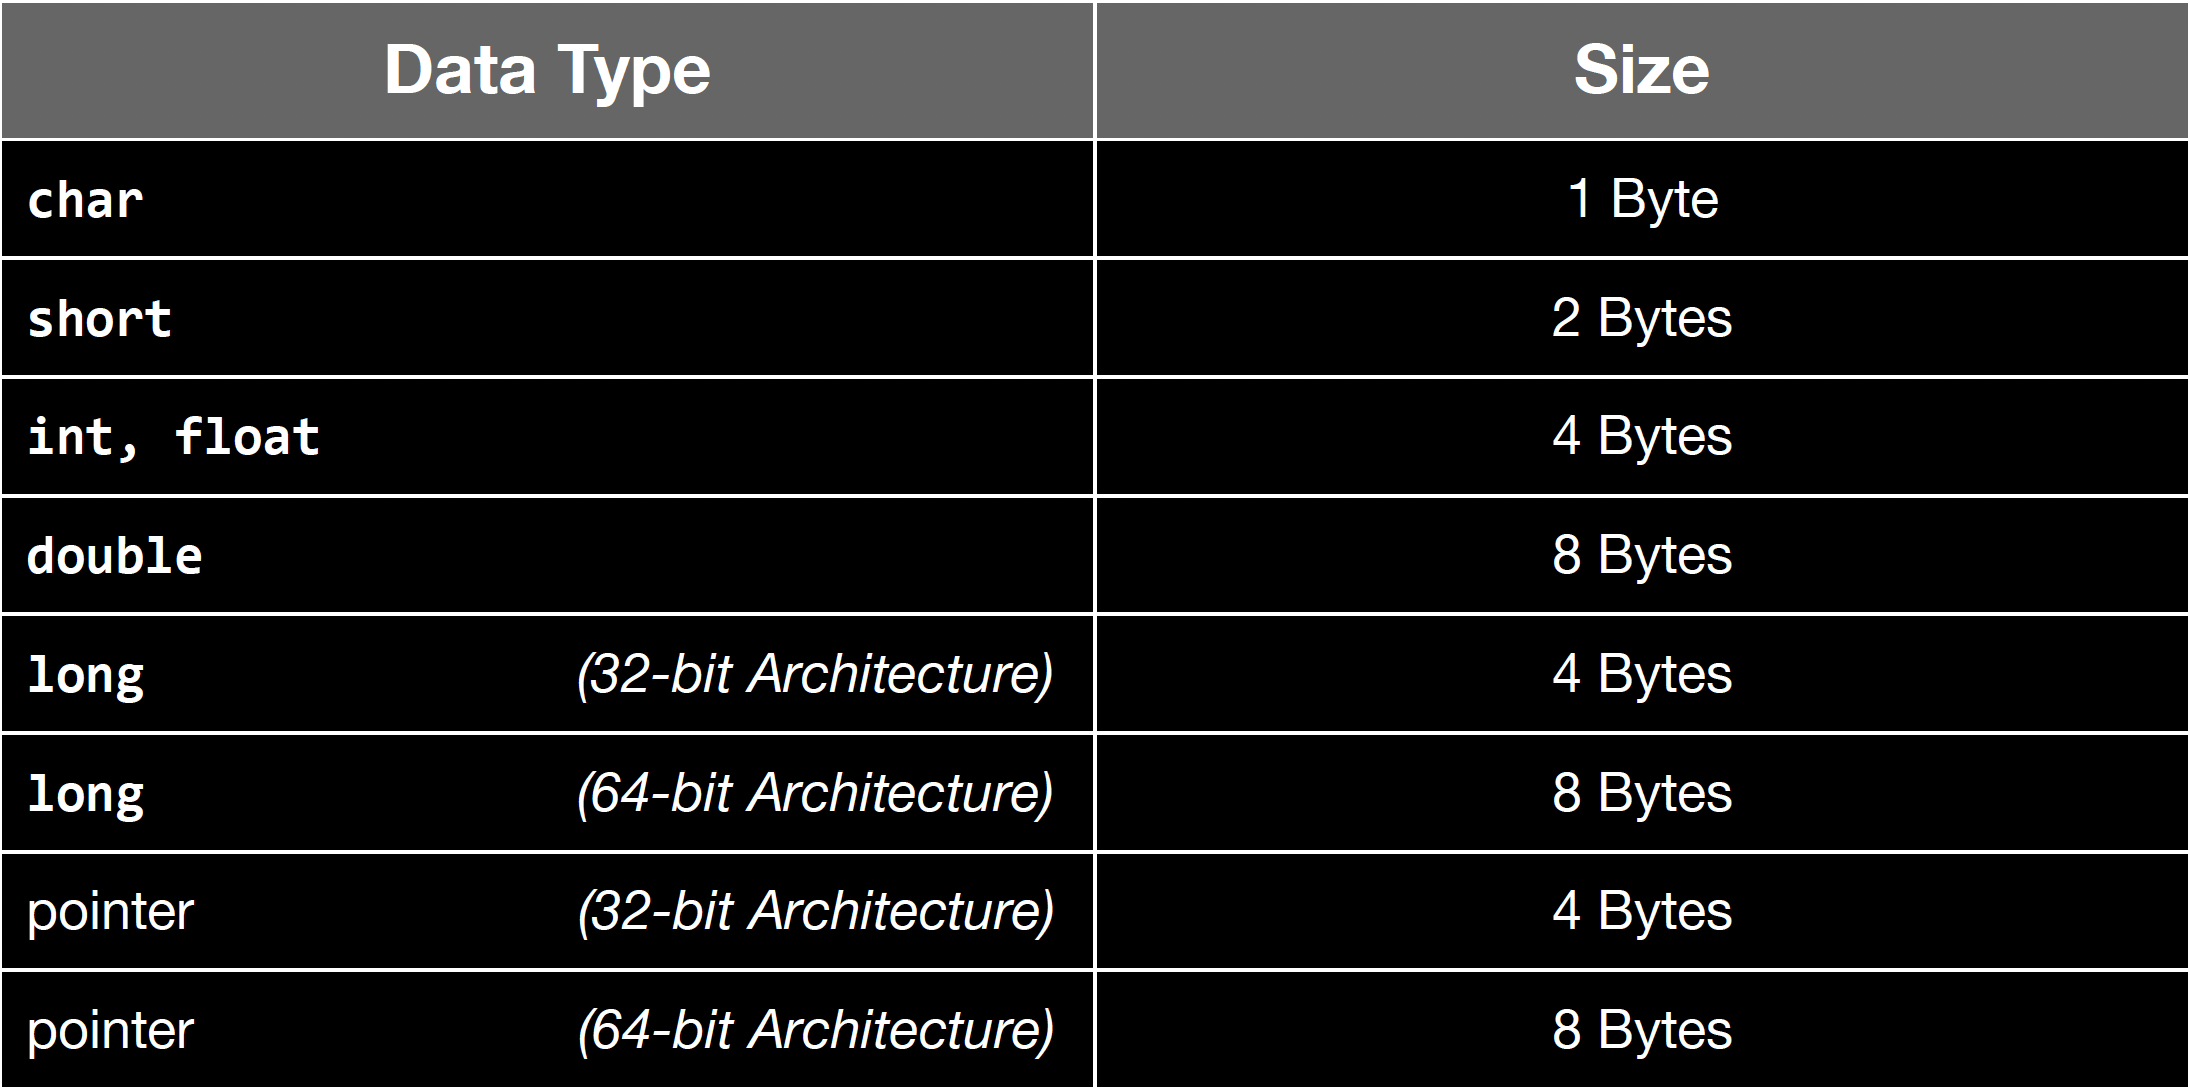 Data Type Size
char 1 Byte
short 2 Bytes
int, float 4 Bytes
double 8 Bytes
long (32-bit Architecture) 4 Bytes
long (64-bit Architecture) 8 Bytes
pointer (32-bit Architecture) 4 Bytes
pointer (64-bit Architecture) 8 Bytes